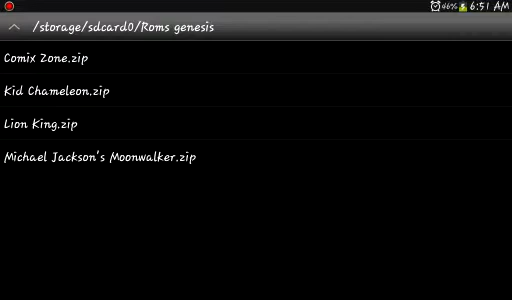 46% 6:51 AM
/storage/sdcard0/Roms genesis
Comix Zone.zip
Kid Chameleon.zip
Lion King.zip
Michael Jackson's Moonwalker.zip